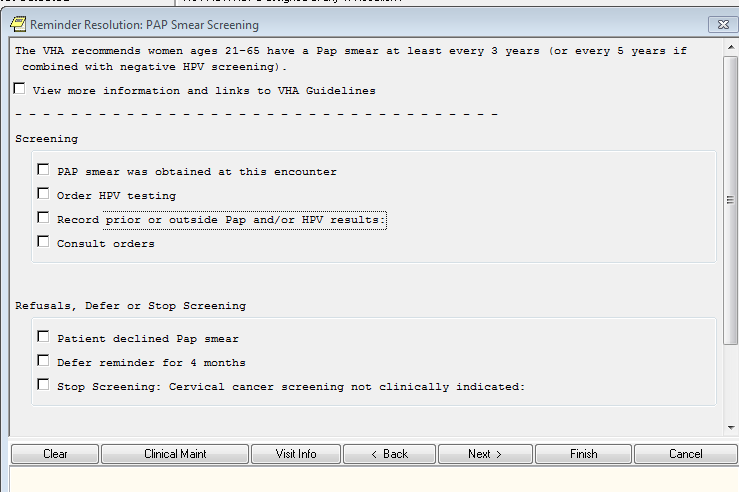 Reminder Resolution: PAP Smear Screening
The VHA recommends women ages 21-65 have a Pap smear at least every 3 years (or every 5 years if
combined with negative HPV screening).
View more information and links to VHA Guidelines
- - - - - - - - - - - - - - - - - - - - - - - - - - - - - - - - - - -
Screening
PAP smear was obtained at this encounter
Order HPV testing
Record prior or outside Pap and/or HPV results:
Consult orders
Refusals, Defer or Stop Screening
Patient declined Pap smear
Defer reminder for 4 months
Stop Screening: Cervical cancer screening not clinically indicated:
Clear Clinical Maint Visit Info < Back Next > Finish Cancel